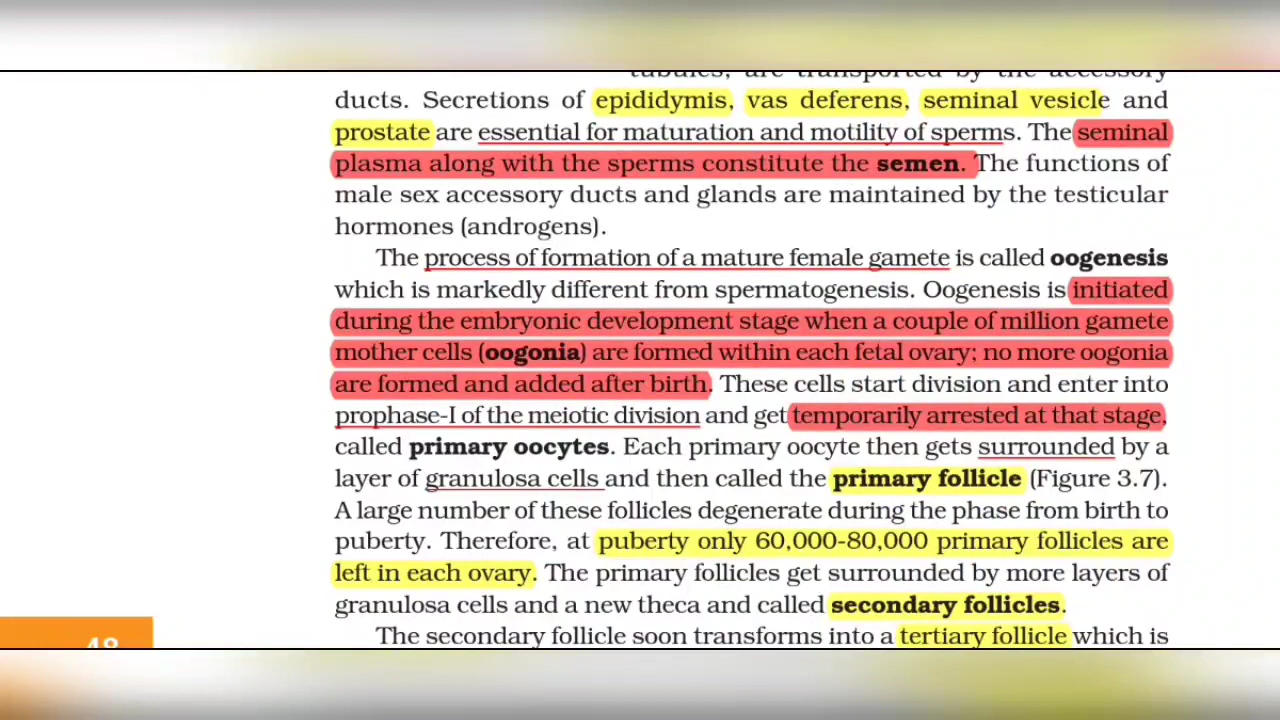 tubules, are transported by the accessory
ducts. Secretions of epididymis, vas deferens, seminal vesicle and
prostate are essential for maturation and motility of sperms. The seminal
plasma along with the sperms constitute the semen. The functions of
male sex accessory ducts and glands are maintained by the testicular
hormones (androgens).
The process of formation of a mature female gamete is called oogenesis
which is markedly different from spermatogenesis. Oogenesis is initiated
during the embryonic development stage when a couple of million gamete
mother cells (oogonia) are formed within each fetal ovary; no more oogonia
are formed and added after birth. These cells start division and enter into
prophase-I of the meiotic division and get temporarily arrested at that stage,
called primary oocytes. Each primary oocyte then gets surrounded by a
layer of granulosa cells and then called the primary follicle (Figure 3.7).
A large number of these follicles degenerate during the phase from birth to
puberty. Therefore, at puberty only 60,000-80,000 primary follicles are
left in each ovary. The primary follicles get surrounded by more layers of
granulosa cells and a new theca and called secondary follicles.
The secondary follicle soon transforms into a tertiary follicle which is
48